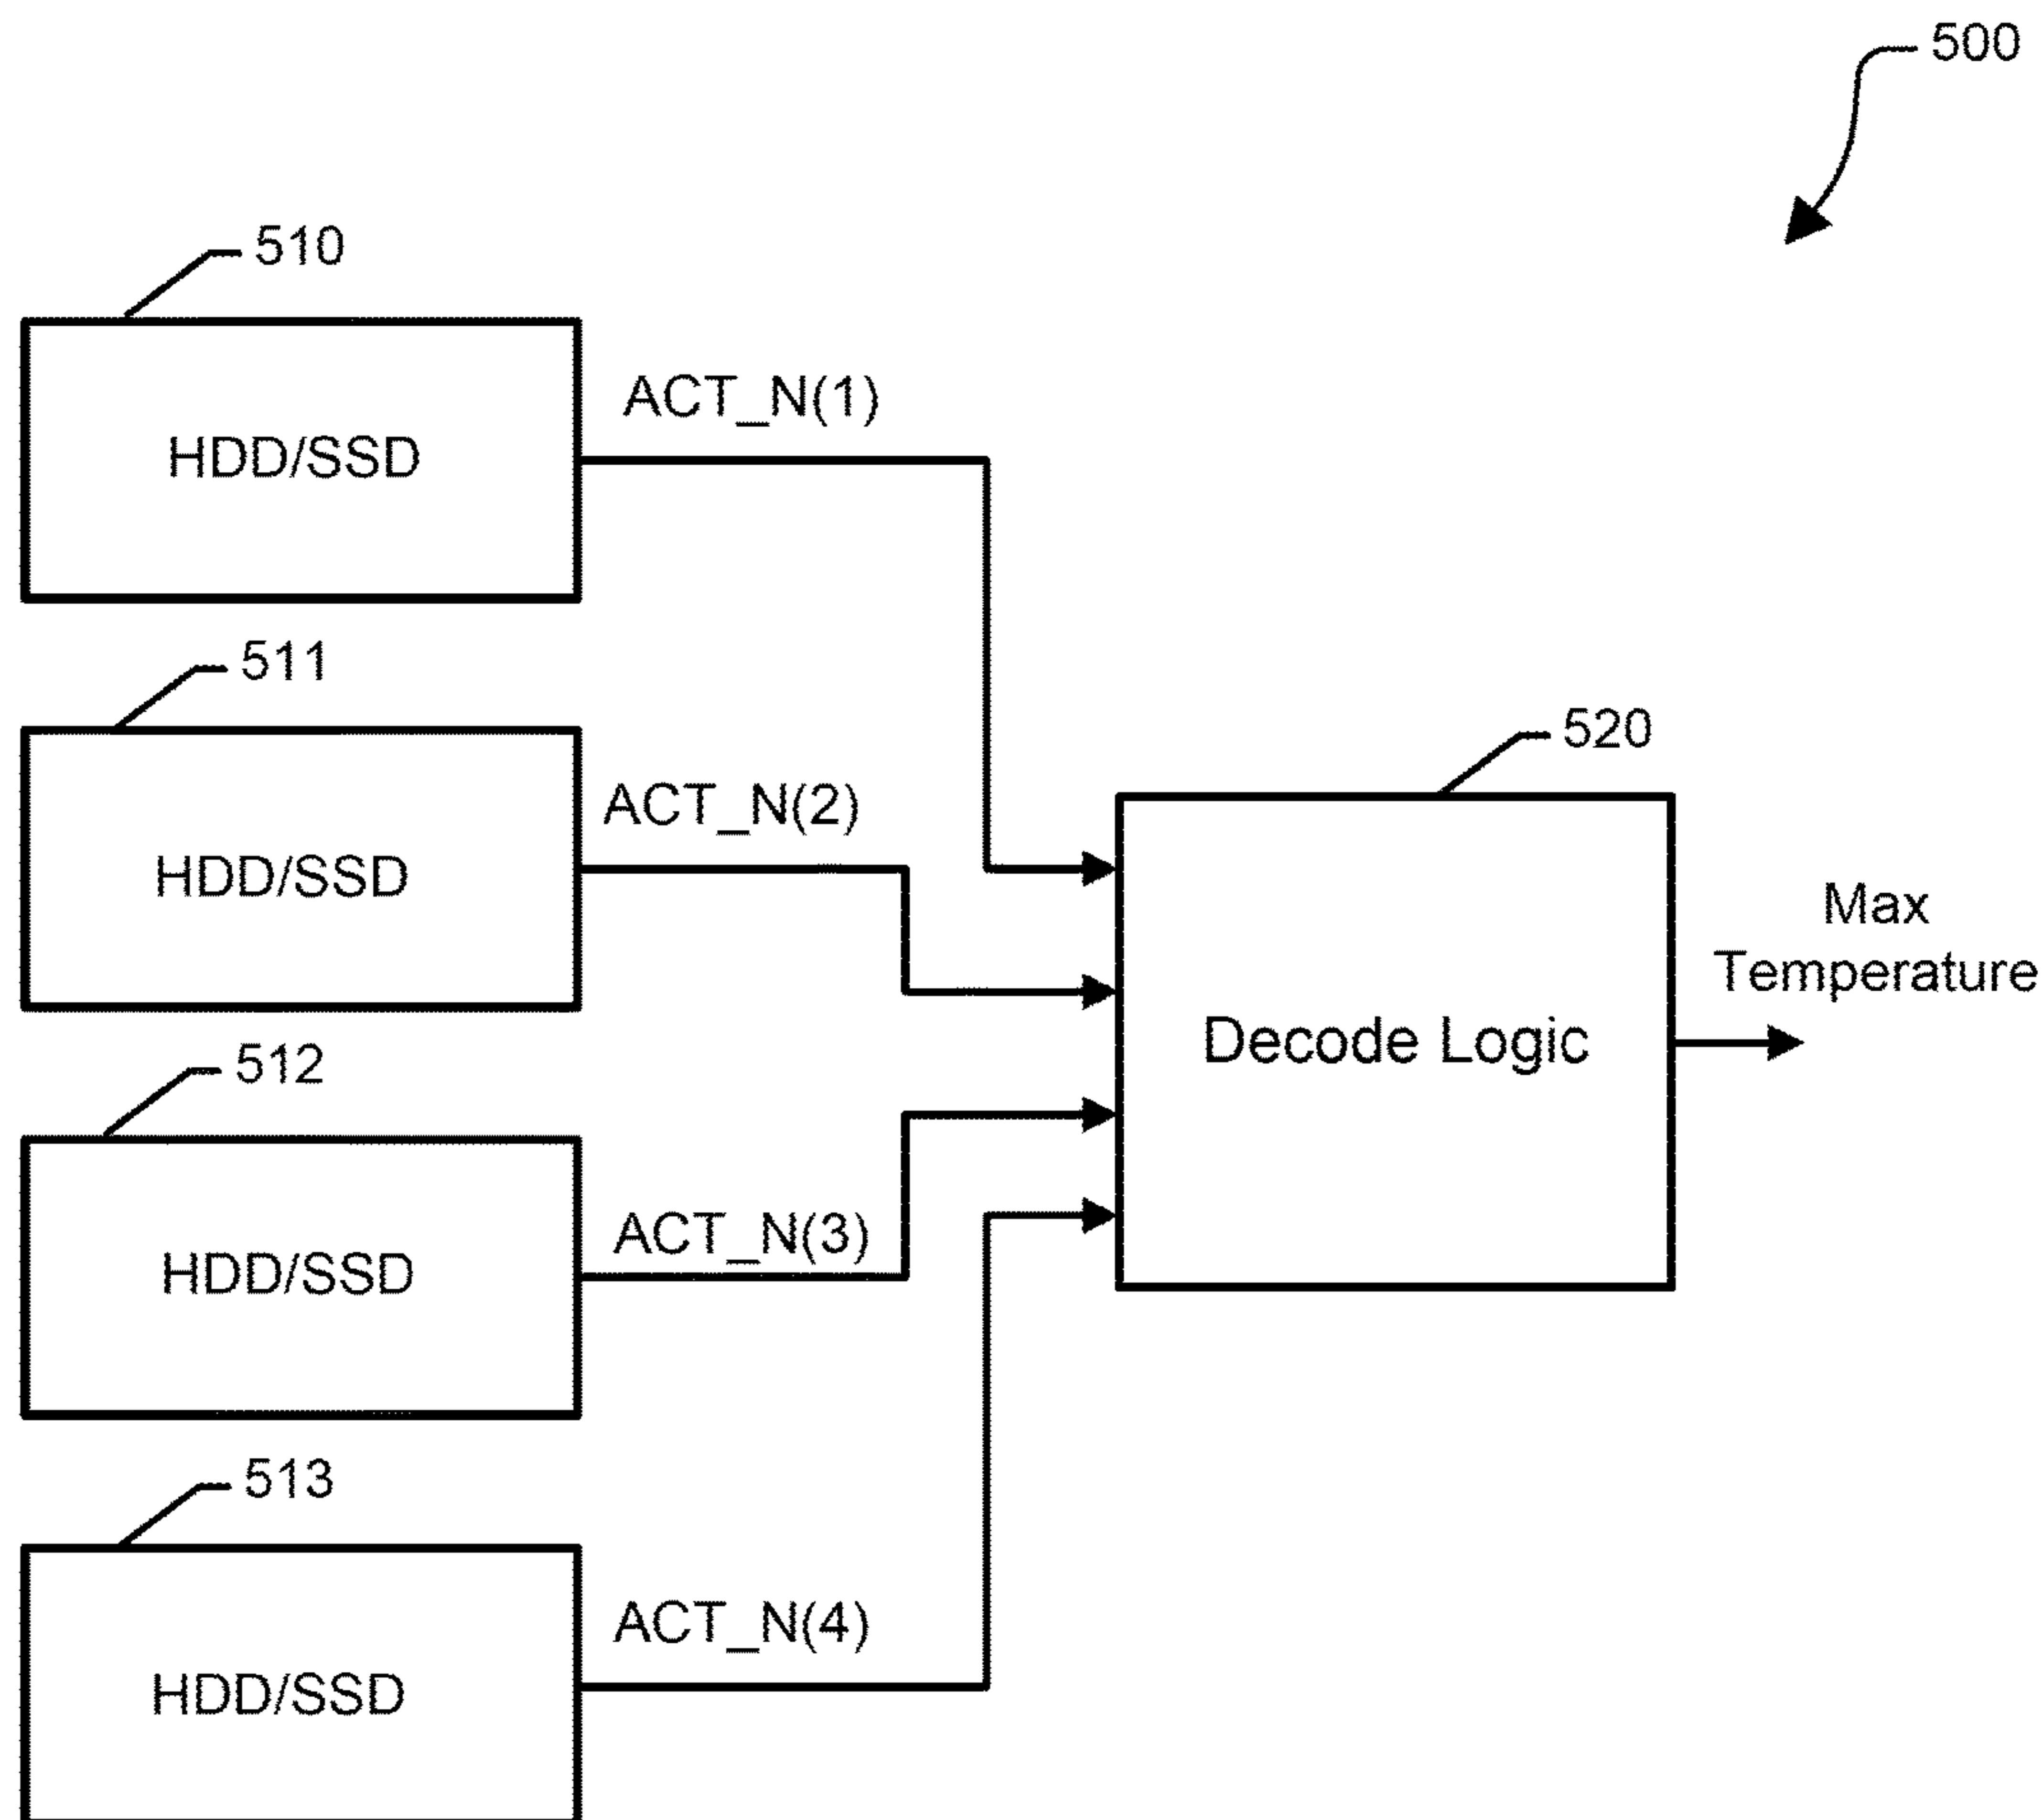 500
510
HDD/SSD
ACT_N(1)
511
HDD/SSD
ACT_N(2)
512
HDD/SSD
ACT_N(3)
513
HDD/SSD
ACT_N(4)
520
Decode Logic
Max
Temperature